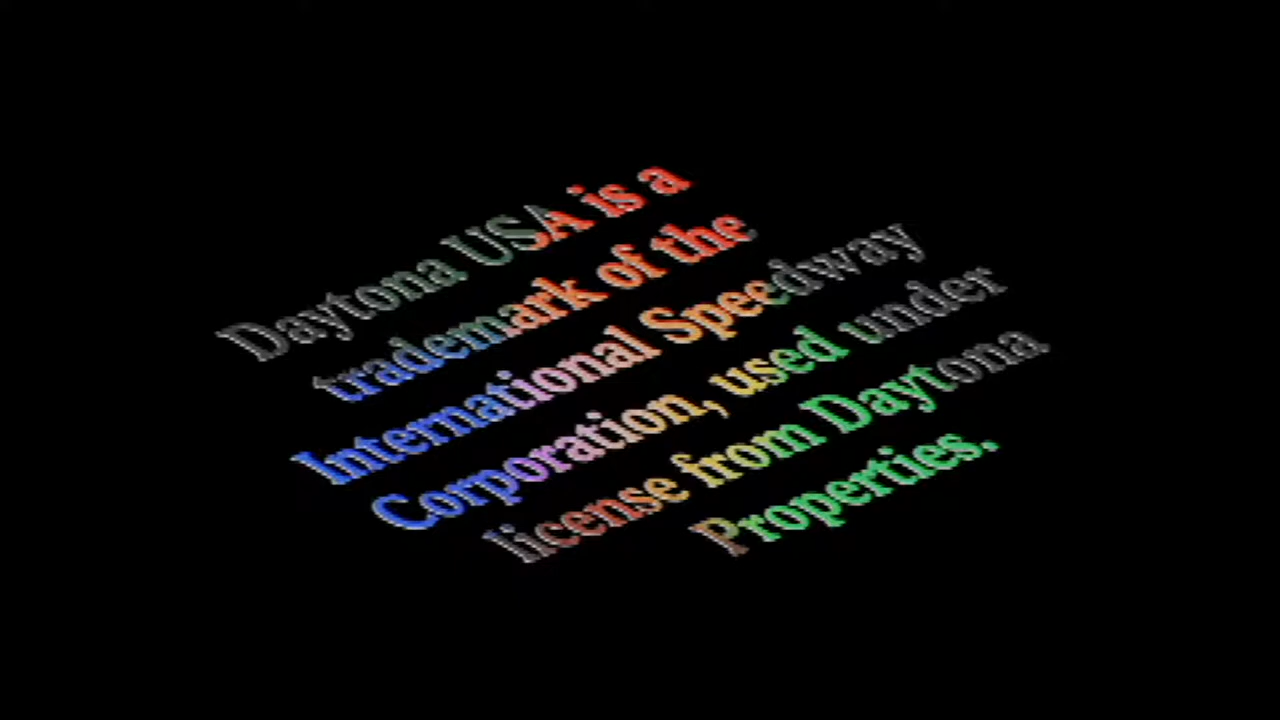 Daytona USA is a
trademark of the
International Speedway
Corporation, used under
license from Daytona
Properties.